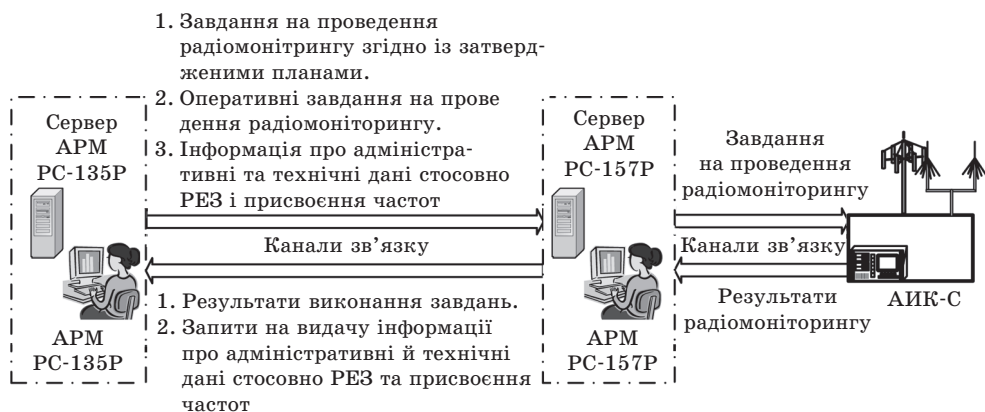 1. Завдання на проведення
радіомонітрингу згідно із затверд-
женими планами.
2. Оперативні завдання на прове
дення радіомоніторингу.
3. Інформація про адміністра-
тивні та технічні дані стосовно
РЕЗ і присвоєння частот
Сервер
АРМ
РС-135Р
АРМ
РС-135Р
Канали зв’язку
1. Результати виконання завдань.
2. Запити на видачу інформації
про адміністративні й технічні
дані стосовно РЕЗ та присвоєння
частот
Сервер
АРМ
РС-157Р
АРМ
РС-157Р
Завдання
на проведення
радіомоніторингу
Канали зв’язку
Результати
радіомоніторингу
АИК-С